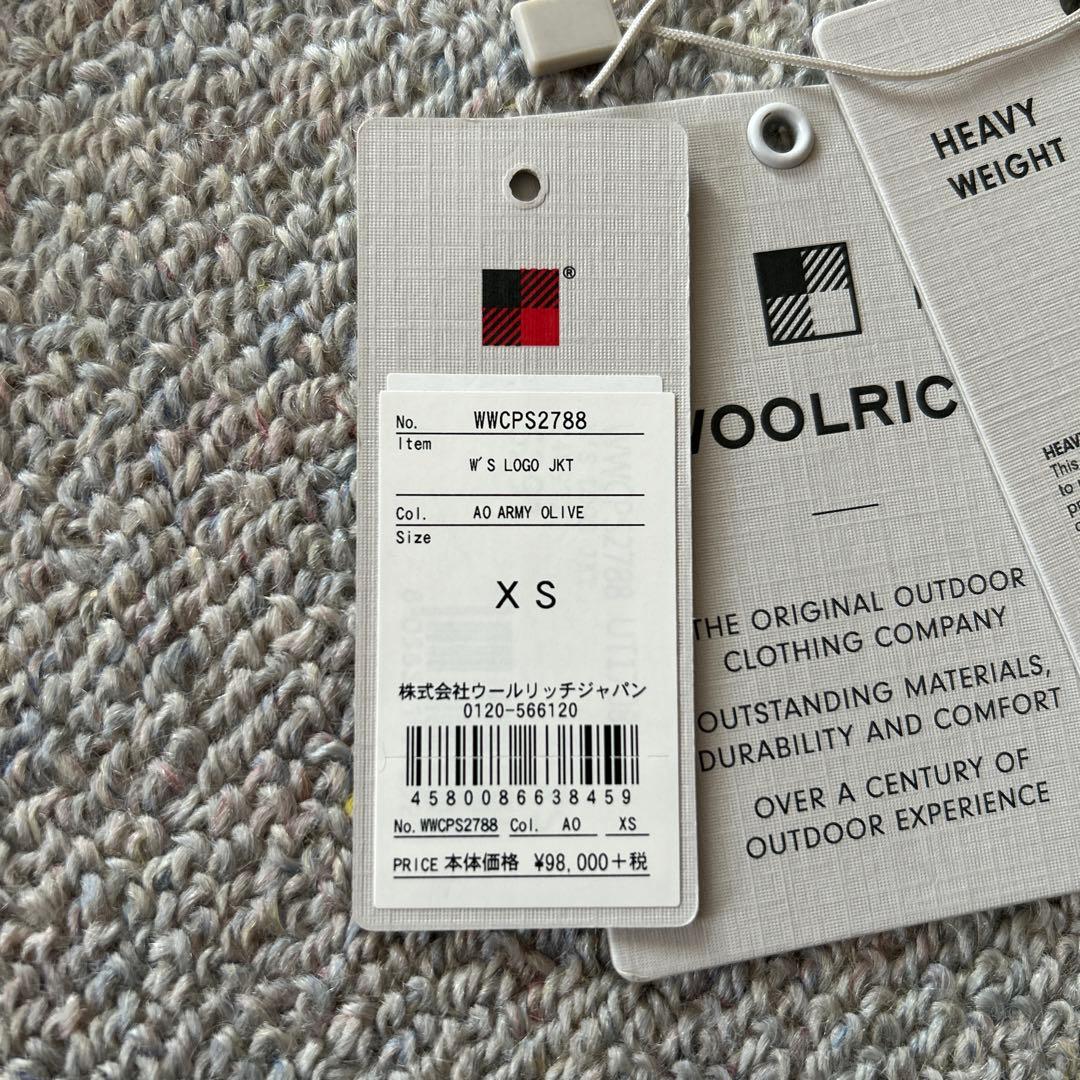 ®
No. WWCPS2788
Item
W'S LOGO JKT
Col. AO ARMY OLIVE
Size
XS
株式会社ウールリッチジャパン
0120-566120
4580086638459
No. WWCPS2788 Col. AO XS
PRICE 本体価格 ¥98,000+税
WOOLRIC
THE ORIGINAL OUTDOOR
CLOTHING COMPANY
OUTSTANDING MATERIALS,
DURABILITY AND COMFORT
OVER A CENTURY OF
OUTDOOR EXPERIENCE
HEAVY
WEIGHT
HEAV
This
to